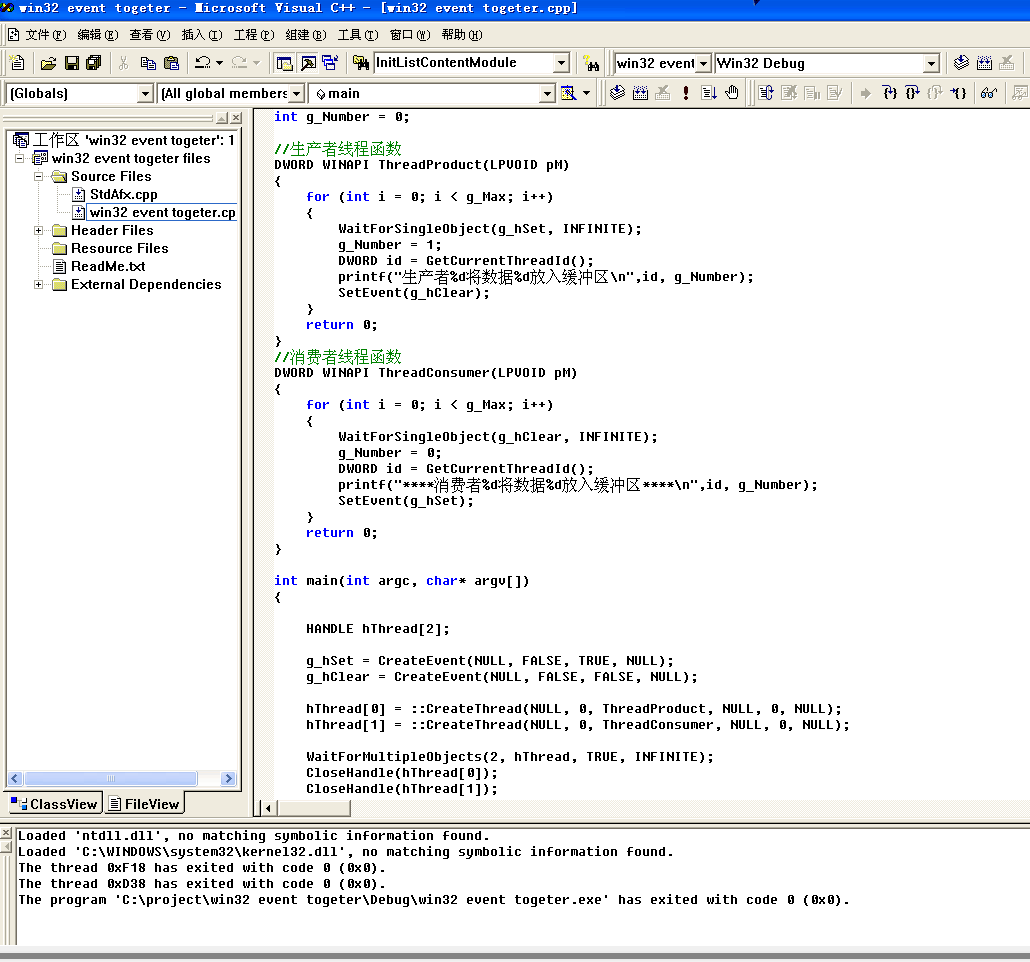 win32 event togeter - Microsoft Visual C++ - [win32 event togeter.cpp]
文件(F) 编辑(E) 查看(V) 插入(I) 工程(P) 组建(B) 工具(T) 窗口(W) 帮助(H)
InitListContentModule win32 event Win32 Debug
(Globals) (All global members main
工作区 'win32 event togeter': 1
win32 event togeter files
Source Files
StdAfx.cpp
win32 event togeter.cp
Header Files
Resource Files
ReadMe.txt
External Dependencies
ClassView FileView
int g_Number = 0;
//生产者线程函数
DWORD WINAPI ThreadProduct(LPVOID pM)
{
for (int i = 0; i < g_Max; i++)
{
WaitForSingleObject(g_hSet, INFINITE);
g_Number = 1;
DWORD id = GetCurrentThreadId();
printf("生产者%d将数据%d放入缓冲区\n",id, g_Number);
SetEvent(g_hClear);
}
return 0;
}
//消费者线程函数
DWORD WINAPI ThreadConsumer(LPVOID pM)
{
for (int i = 0; i < g_Max; i++)
{
WaitForSingleObject(g_hClear, INFINITE);
g_Number = 0;
DWORD id = GetCurrentThreadId();
printf("****消费者%d将数据%d放入缓冲区****\n",id, g_Number);
SetEvent(g_hSet);
}
return 0;
}
int main(int argc, char* argv[])
{
HANDLE hThread[2];
g_hSet = CreateEvent(NULL, FALSE, TRUE, NULL);
g_hClear = CreateEvent(NULL, FALSE, FALSE, NULL);
hThread[0] = ::CreateThread(NULL, 0, ThreadProduct, NULL, 0, NULL);
hThread[1] = ::CreateThread(NULL, 0, ThreadConsumer, NULL, 0, NULL);
WaitForMultipleObjects(2, hThread, TRUE, INFINITE);
CloseHandle(hThread[0]);
CloseHandle(hThread[1]);
Loaded 'ntdll.dll', no matching symbolic information found.
Loaded 'C:\WINDOWS\system32\kernel32.dll', no matching symbolic information found.
The thread 0xF18 has exited with code 0 (0x0).
The thread 0xD38 has exited with code 0 (0x0).
The program 'C:\project\win32 event togeter\Debug\win32 event togeter.exe' has exited with code 0 (0x0).